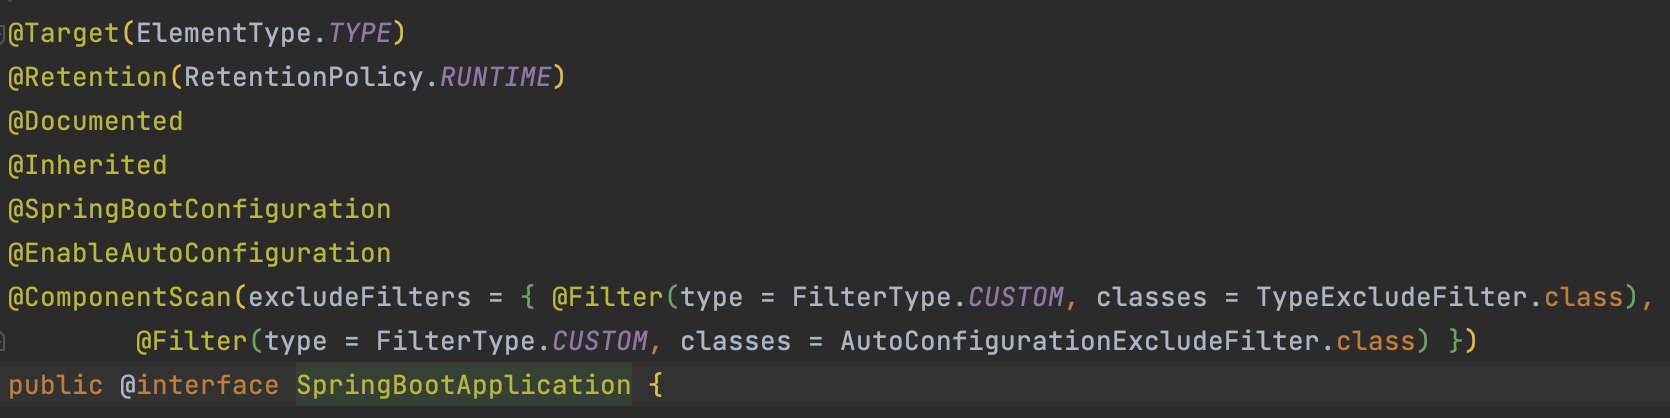 @Target(ElementType.TYPE)
@Retention(RetentionPolicy.RUNTIME)
@Documented
@Inherited
@SpringBootConfiguration
@EnableAutoConfiguration
@ComponentScan(excludeFilters = { @Filter(type = FilterType.CUSTOM, classes = TypeExcludeFilter.class),
        @Filter(type = FilterType.CUSTOM, classes = AutoConfigurationExcludeFilter.class) })
public @interface SpringBootApplication {